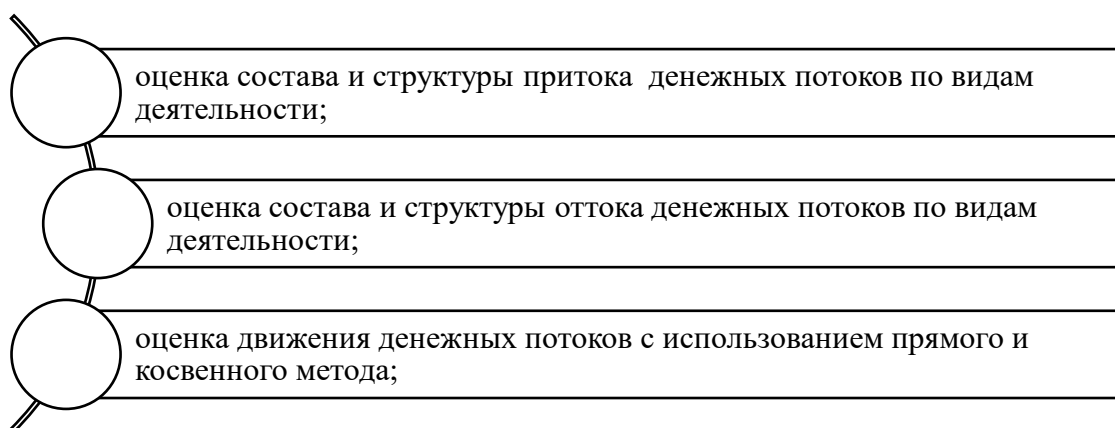 оценка состава и структуры притока  денежных потоков по видам
деятельности;
оценка состава и структуры оттока денежных потоков по видам
деятельности;
оценка движения денежных потоков с использованием прямого и
косвенного метода;